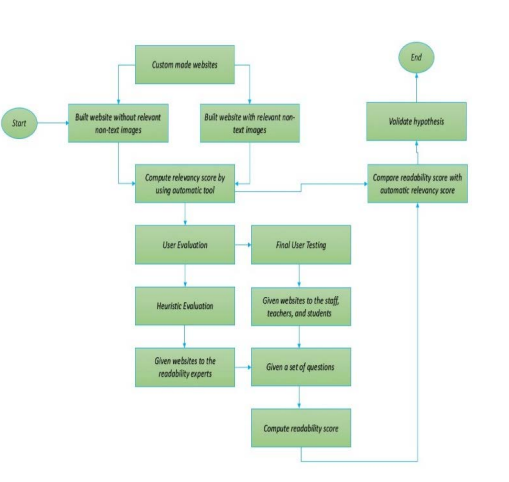 Custom made websites
End
Start
Built website without relevant
non-text images
Built website with relevant non-
text images
Validate hypothesis
Compute relevancy score by
using automatic tool
Compare readability score with
automatic relevancy score
User Evaluation
Final User Testing
Heuristic Evaluation
Given websites to the staff,
teachers, and students
Given websites to the
readability experts
Given a set of questions
Compute readability score